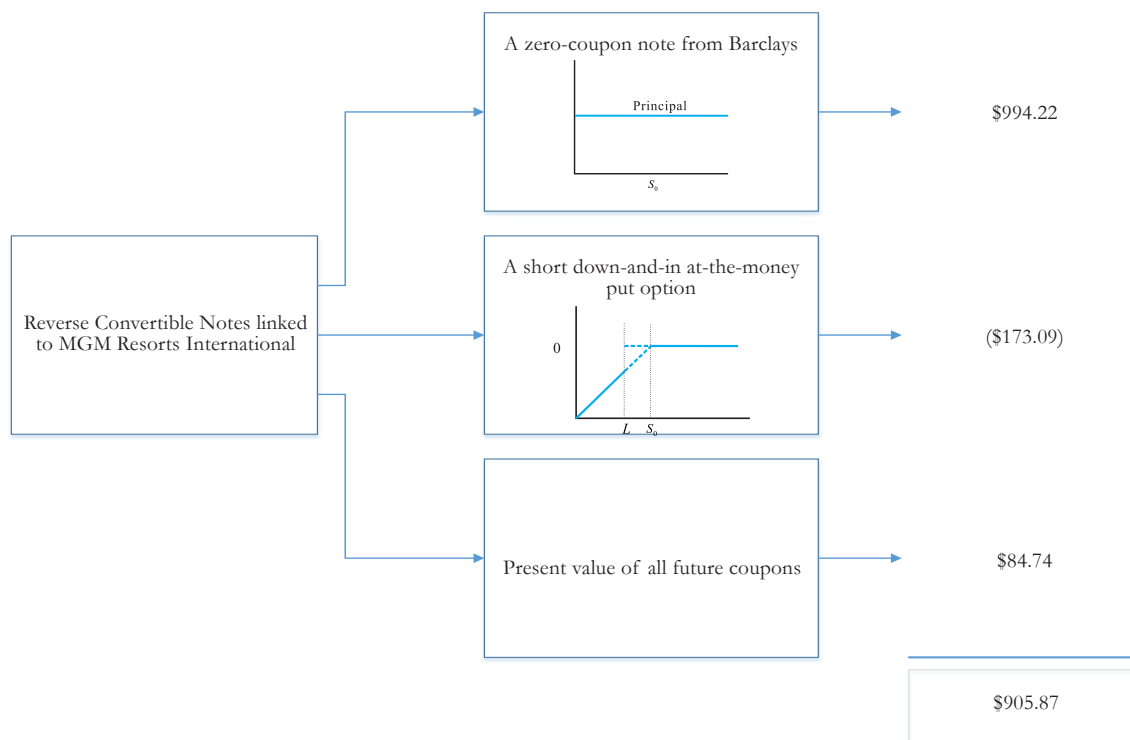 A zero-coupon note from Barclays
Principal
S₀
$994.22
Reverse Convertible Notes linked
to MGM Resorts International
A short down-and-in at-the-money
put option
0
L S₀
($173.09)
Present value of all future coupons
$84.74
$905.87